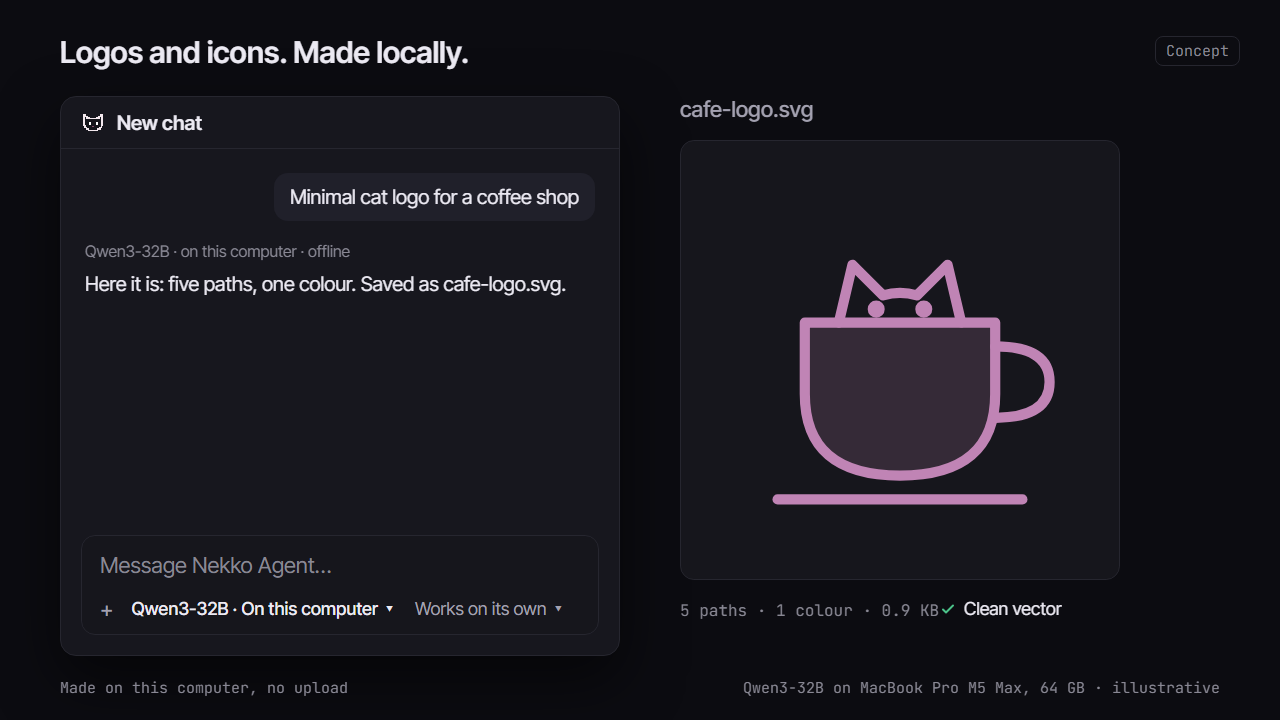 Logos and icons. Made locally.
Concept
New chat
Minimal cat logo for a coffee shop
Qwen3-32B · on this computer · offline
Here it is: five paths, one colour. Saved as cafe-logo.svg.
Message Nekko Agent...
+ Qwen3-32B · On this computer ▾ Works on its own ▾
cafe-logo.svg
5 paths · 1 colour · 0.9 KB ✓ Clean vector
Made on this computer, no upload
Qwen3-32B on MacBook Pro M5 Max, 64 GB · illustrative